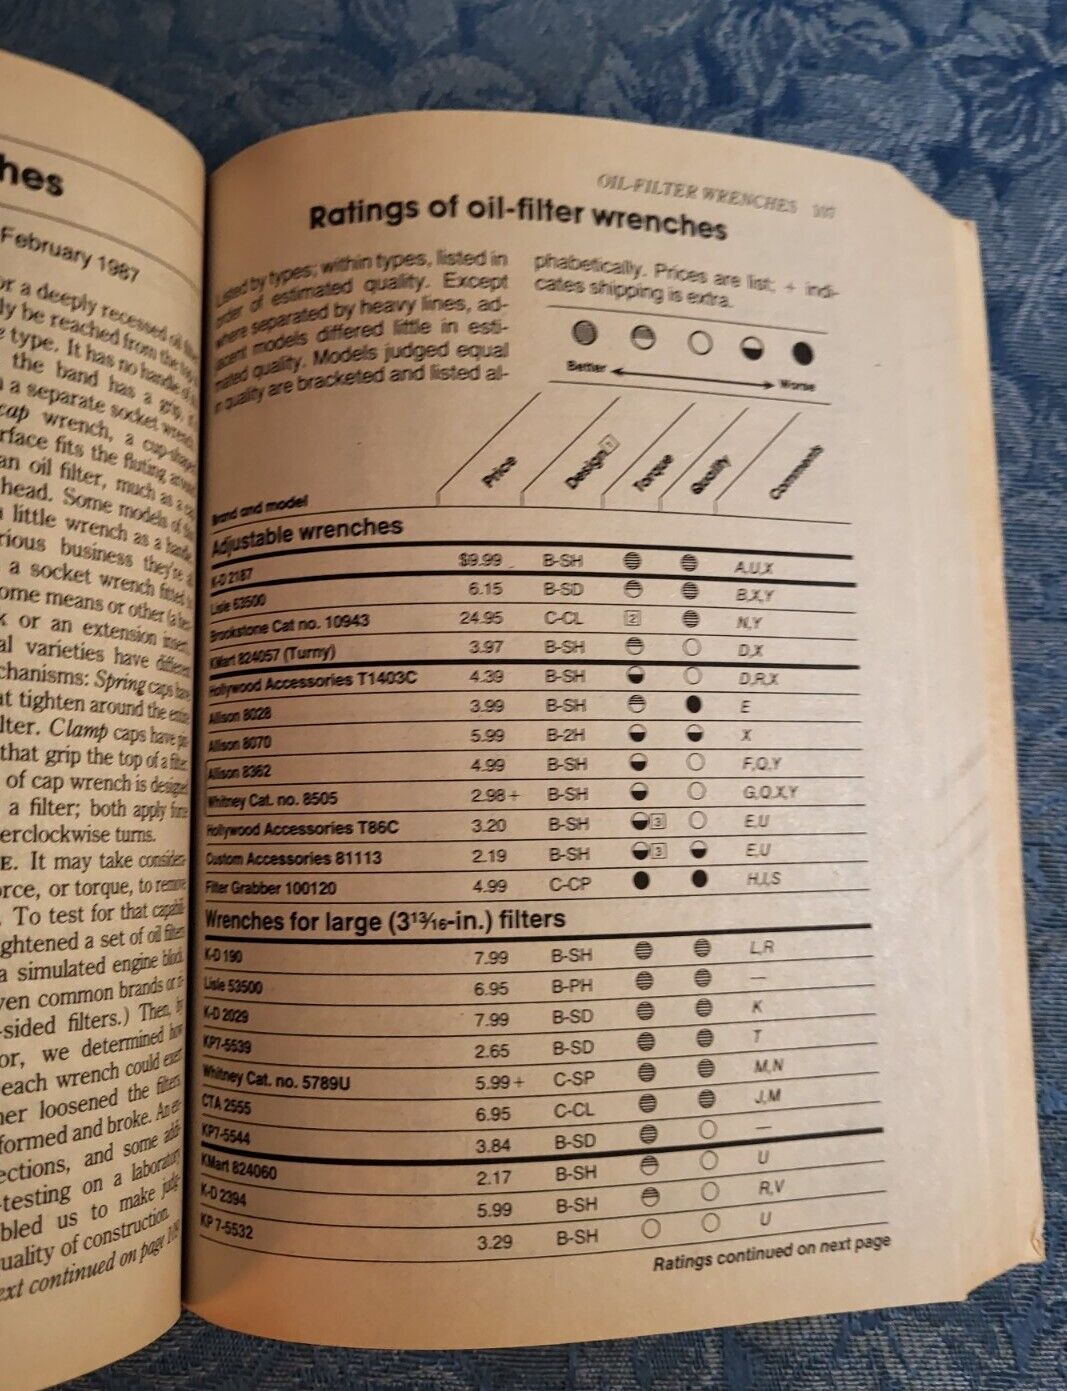 hes
February 1987
or a deeply recessed oil
ly be reached from the top
e type. It has no handle
the band has a grip,
a separate socket wrench
cap wrench, a cup-shaped
rface fits the fluting around
an oil filter, much as a
head. Some models of this
little wrench as a
rious business they're
a socket wrench fitted
ome means or other (a
or an extension insert.
al varieties have different
chanisms: Spring caps have
at tighten around the entire
lter. Clamp caps have
that grip the top of a filter.
of cap wrench is designed
a filter; both apply force
erclockwise turns.
E. It may take considera-
orce, or torque, to remove
To test for that capabili
ghtened a set of oil filters
a simulated engine block.
ven common brands or
-sided filters.) Then, by
or, we determined how
each wrench could exert
her loosened the filters
formed and broke. An
ections, and some
-testing on a laboratory
bled us to make judg-
uality of construction.
ext continued on page
OIL-FILTER WRENCHES 107
Ratings of oil-filter wrenches
Listed by types; within types, listed in
order of estimated quality. Except
where separated by heavy lines, ad-
jacent models differed little in esti-
mated quality. Models judged equal
in quality are bracketed and listed al-
phabetically. Prices are list; + indi-
cates shipping is extra.
Better Worse
Brand and model Price Design 1 Torque Quality Comments
Adjustable wrenches
K-D 2187 $9.99 B-SH A,U,X
Lisle 63500 6.15 B-SD B,X,Y
Brookstone Cat no. 10943 24.95 C-CL 2 N,Y
KMart 824057 (Turny) 3.97 B-SH D,X
Hollywood Accessories T1403C 4.39 B-SH D,R,X
Allison 8028 3.99 B-SH E
Allison 8070 5.99 B-2H X
Allison 8362 4.99 B-SH F,Q,Y
Whitney Cat. no. 8505 2.98+ B-SH G,Q,X,Y
Hollywood Accessories T86C 3.20 B-SH 3 E,U
Custom Accessories 81113 2.19 B-SH 3 E,U
Filter Grabber 100120 4.99 C-CP H,I,S
Wrenches for large (3 13/16-in.) filters
K-D 190 7.99 B-SH L,R
Lisle 53500 6.95 B-PH —
K-D 2029 7.99 B-SD K
KP7-5539 2.65 B-SD T
Whitney Cat. no. 5789U 5.99+ C-SP M,N
CTA 2555 6.95 C-CL J,M
KP7-5544 3.84 B-SD —
KMart 824060 2.17 B-SH U
K-D 2394 5.99 B-SH R,V
KP 7-5532 3.29 B-SH U
Ratings continued on next page